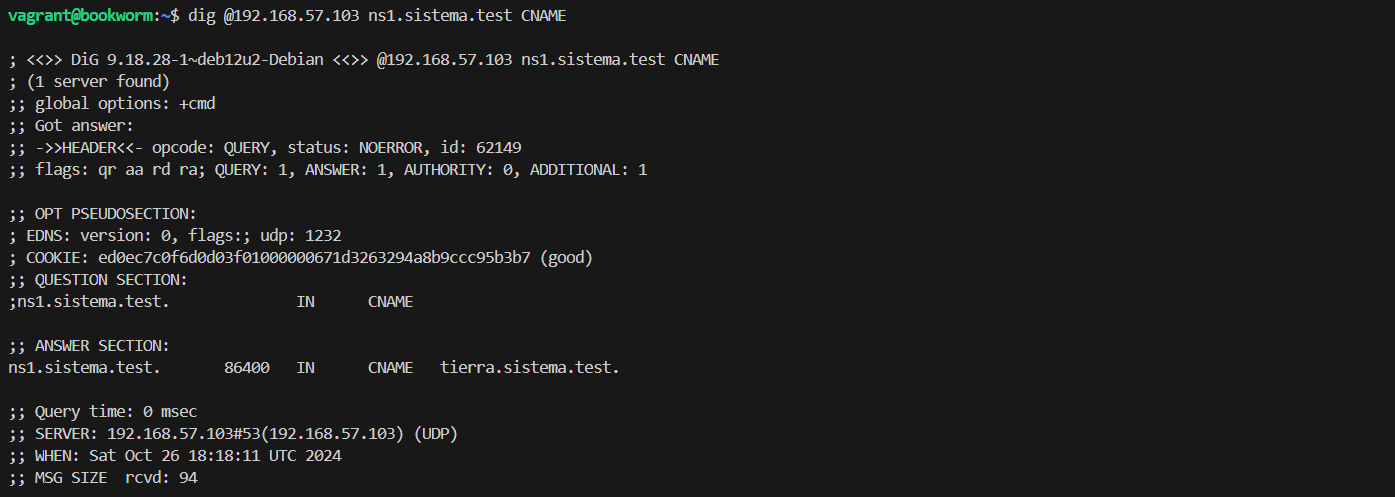 vagrant@bookworm:~$ dig @192.168.57.103 ns1.sistema.test CNAME
; <<>> DiG 9.18.28-1~deb12u2-Debian <<>> @192.168.57.103 ns1.sistema.test CNAME
; (1 server found)
;; global options: +cmd
;; Got answer:
;; ->>HEADER<<- opcode: QUERY, status: NOERROR, id: 62149
;; flags: qr aa rd ra; QUERY: 1, ANSWER: 1, AUTHORITY: 0, ADDITIONAL: 1
;; OPT PSEUDOSECTION:
; EDNS: version: 0, flags:; udp: 1232
; COOKIE: ed0ec7c0f6d0d03f01000000671d3263294a8b9ccc95b3b7 (good)
;; QUESTION SECTION:
;ns1.sistema.test. IN CNAME
;; ANSWER SECTION:
ns1.sistema.test. 86400 IN CNAME tierra.sistema.test.
;; Query time: 0 msec
;; SERVER: 192.168.57.103#53(192.168.57.103) (UDP)
;; WHEN: Sat Oct 26 18:18:11 UTC 2024
;; MSG SIZE rcvd: 94